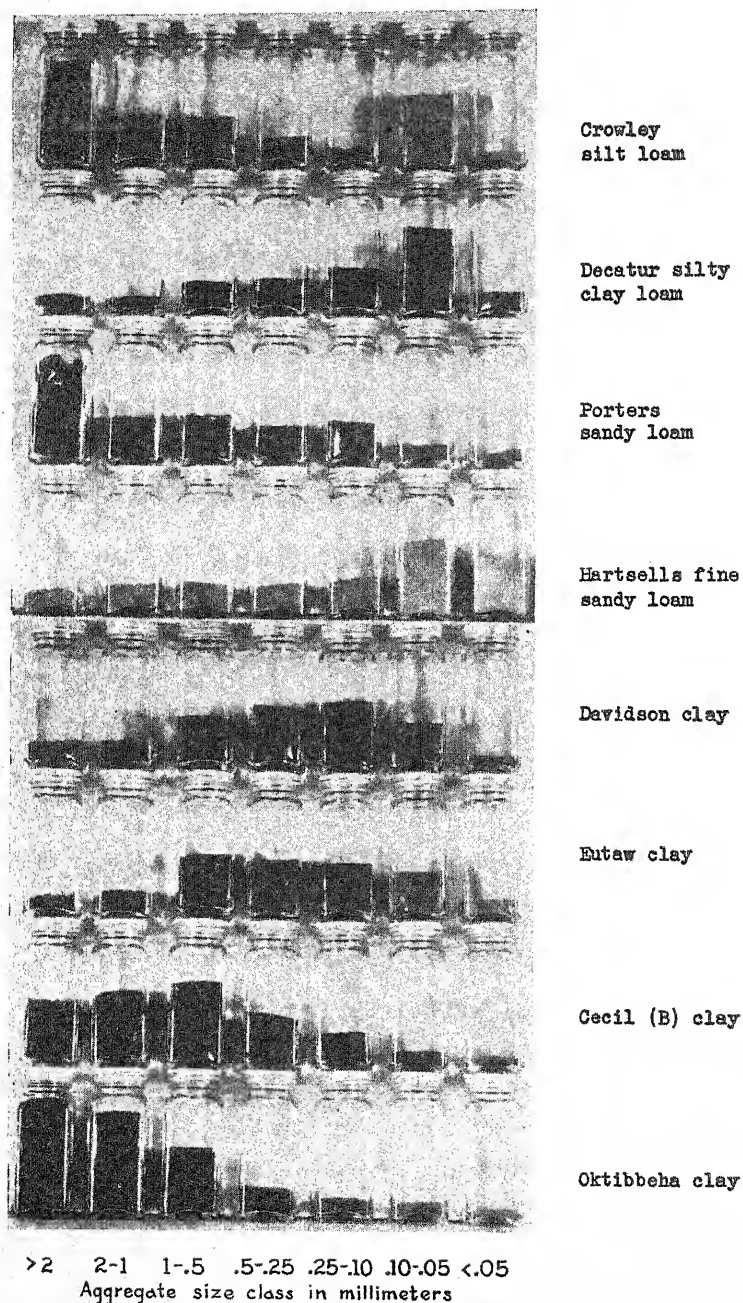 Crowley
silt loam
Decatur silty
clay loam
Porters
sandy loam
Hartsells fine
sandy loam
Davidson clay
Eutaw clay
Cecil (B) clay
Oktibbeha clay
>2 2-1 1-.5 .5-.25 .25-.10 .10-.05 <.05
Aggregate size class in millimeters